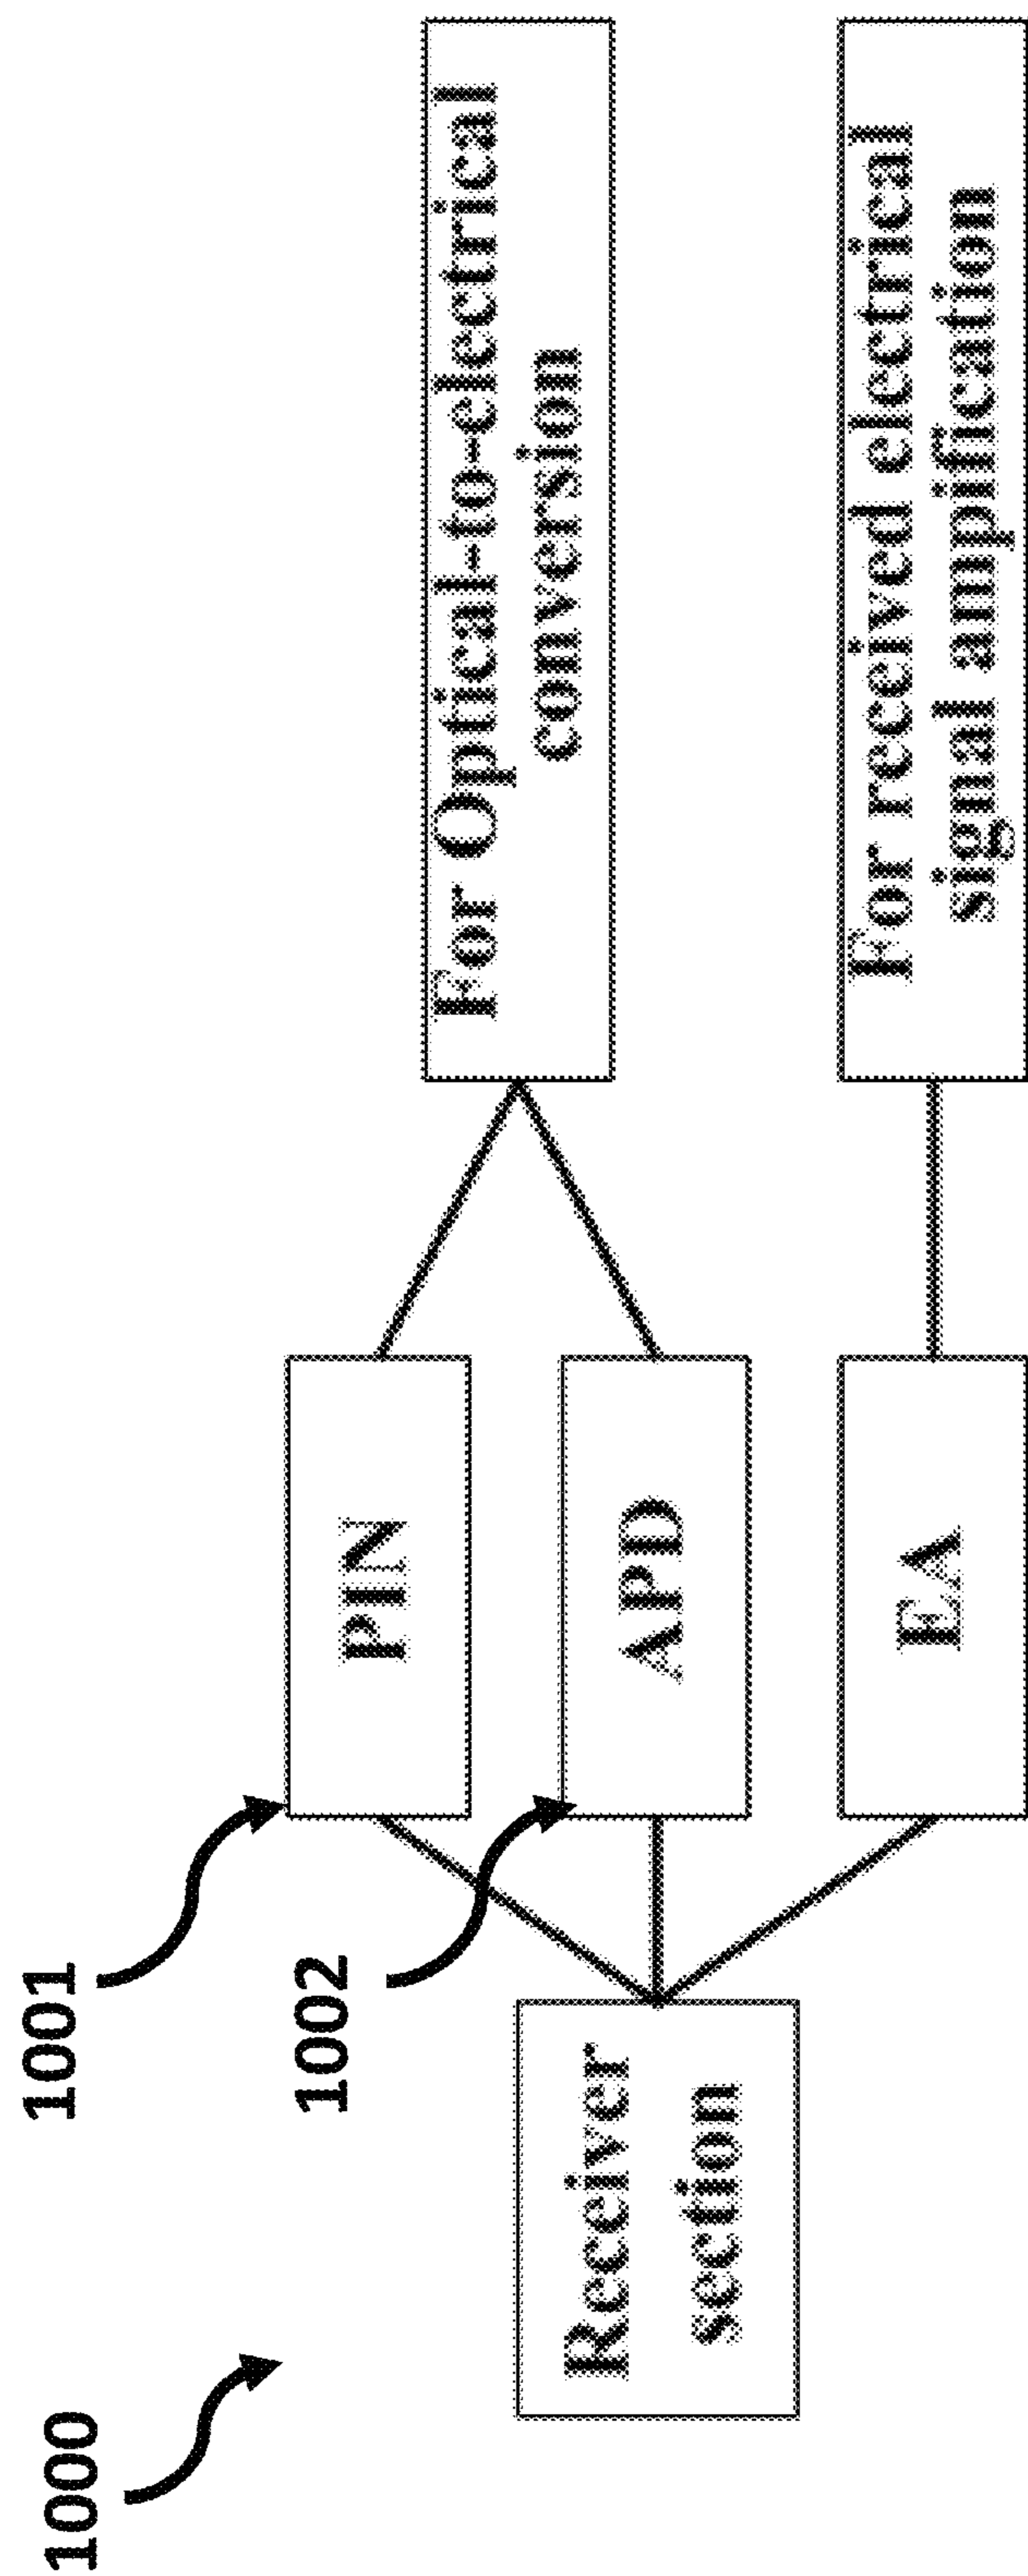 1000
1001
1002
Receiver
section
PIN
APD
EA
For Optical-to-electrical
conversion
For received electrical
signal amplification